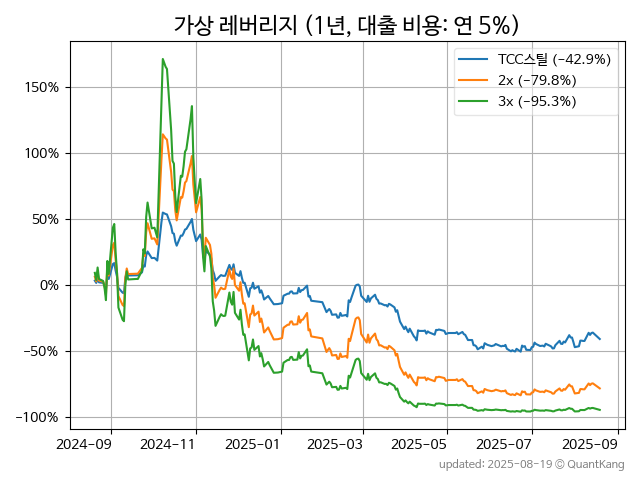 가상 레버리지 (1년, 대출 비용: 연 5%)
TCC스틸 (−42.9%)
2x (−79.8%)
3x (−95.3%)
150%
100%
50%
0%
−50%
−100%
2024-09 2024-11 2025-01 2025-03 2025-05 2025-07 2025-09
updated: 2025-08-19 © QuantKang